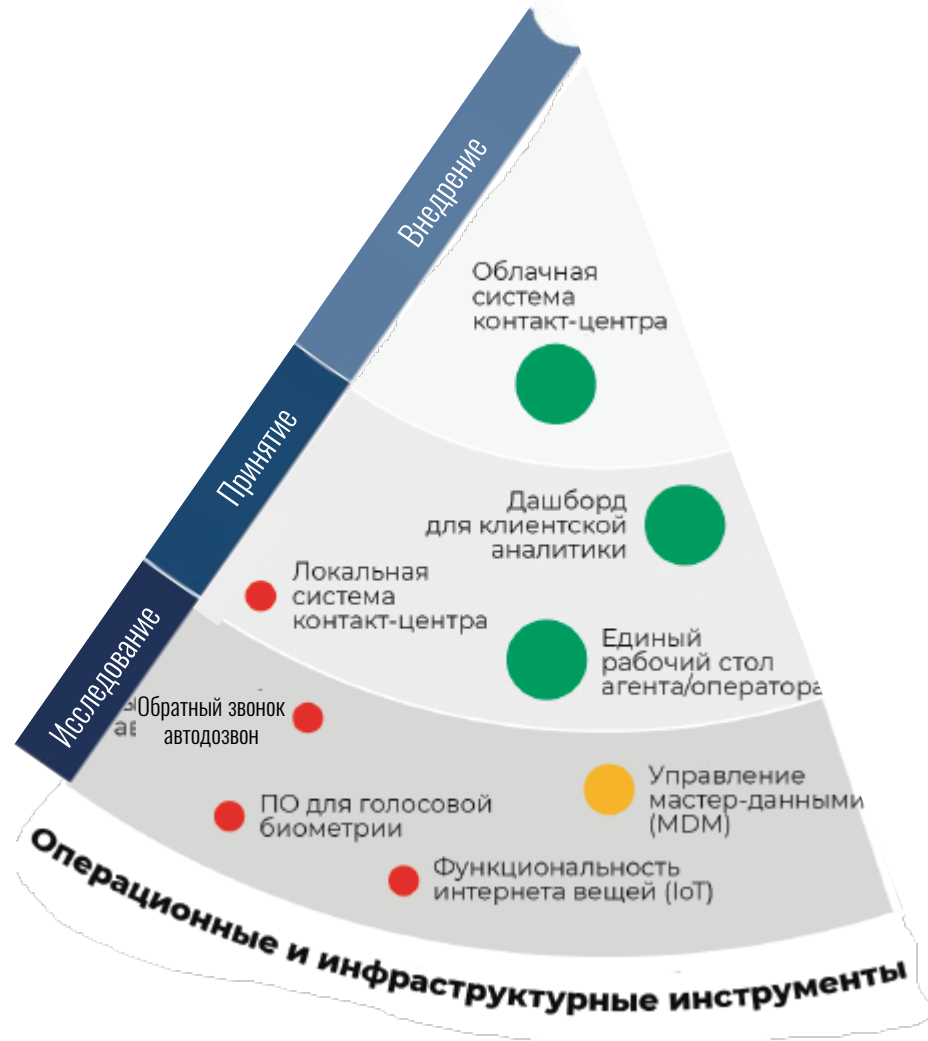 Внедрение
Облачная
система
контакт-центра
Принятие
Дашборд
для клиентской
аналитики
Локальная
система
контакт-центра
Единый
рабочий стол
агента/оператора
Исследование
Обратный звонок
автодозвон
Управление
мастер-данными
(MDM)
ПО для голосовой
биометрии
Функциональность
интернета вещей (IoT)
Операционные и инфраструктурные инструменты